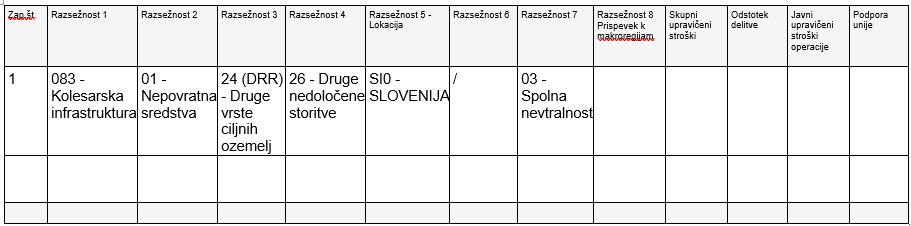 Zap.št.
Razsežnost 1
Razsežnost 2
Razsežnost 3
Razsežnost 4
Razsežnost 5 -
Lokacija
Razsežnost 6
Razsežnost 7
Razsežnost 8
Prispevek k
makroregijam
Skupni
upravičeni
stroški
Odstotek
delitve
Javni
upravičeni
stroški
operacije
Podpora
unije
1
083 -
Kolesarska
infrastruktura
01 -
Nepovratna
sredstva
24 (DRR)
- Druge
vrste
ciljnih
ozemelj
26 - Druge
nedoločene
storitve
SI0 -
SLOVENIJA
/
03 -
Spolna
nevtralnost